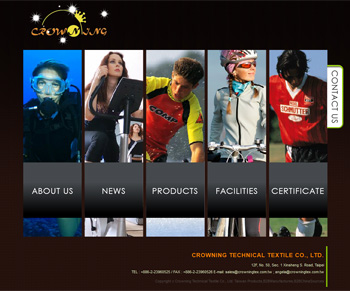 CROWNING
CONTACT US
ABOUT US
NEWS
PRODUCTS
FACILITIES
CERTIFICATE
CROWNING TECHNICAL TEXTILE CO., LTD.
12F, No. 50, Sec. 1 Xinsheng S. Road, Taipei
TEL : +886-2-23960525 / FAX : +886-2-23960528 E-mail: sales@crowningtex.com.tw ; angela@crowningtex.com.tw